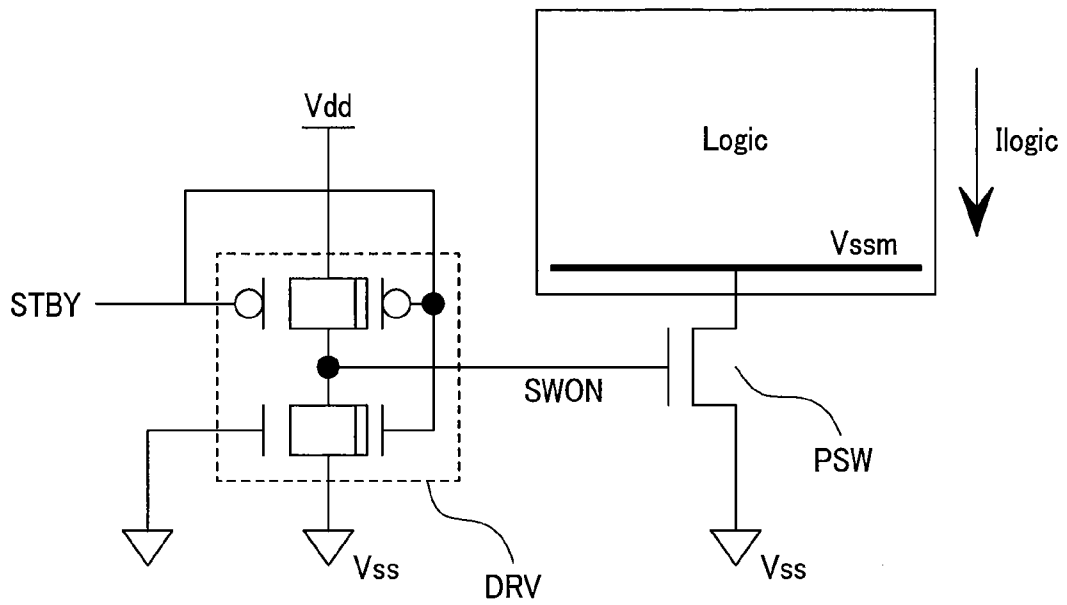 Vdd
Logic
Ilogic
Vssm
STBY
SWON
PSW
Vss
DRV
Vss